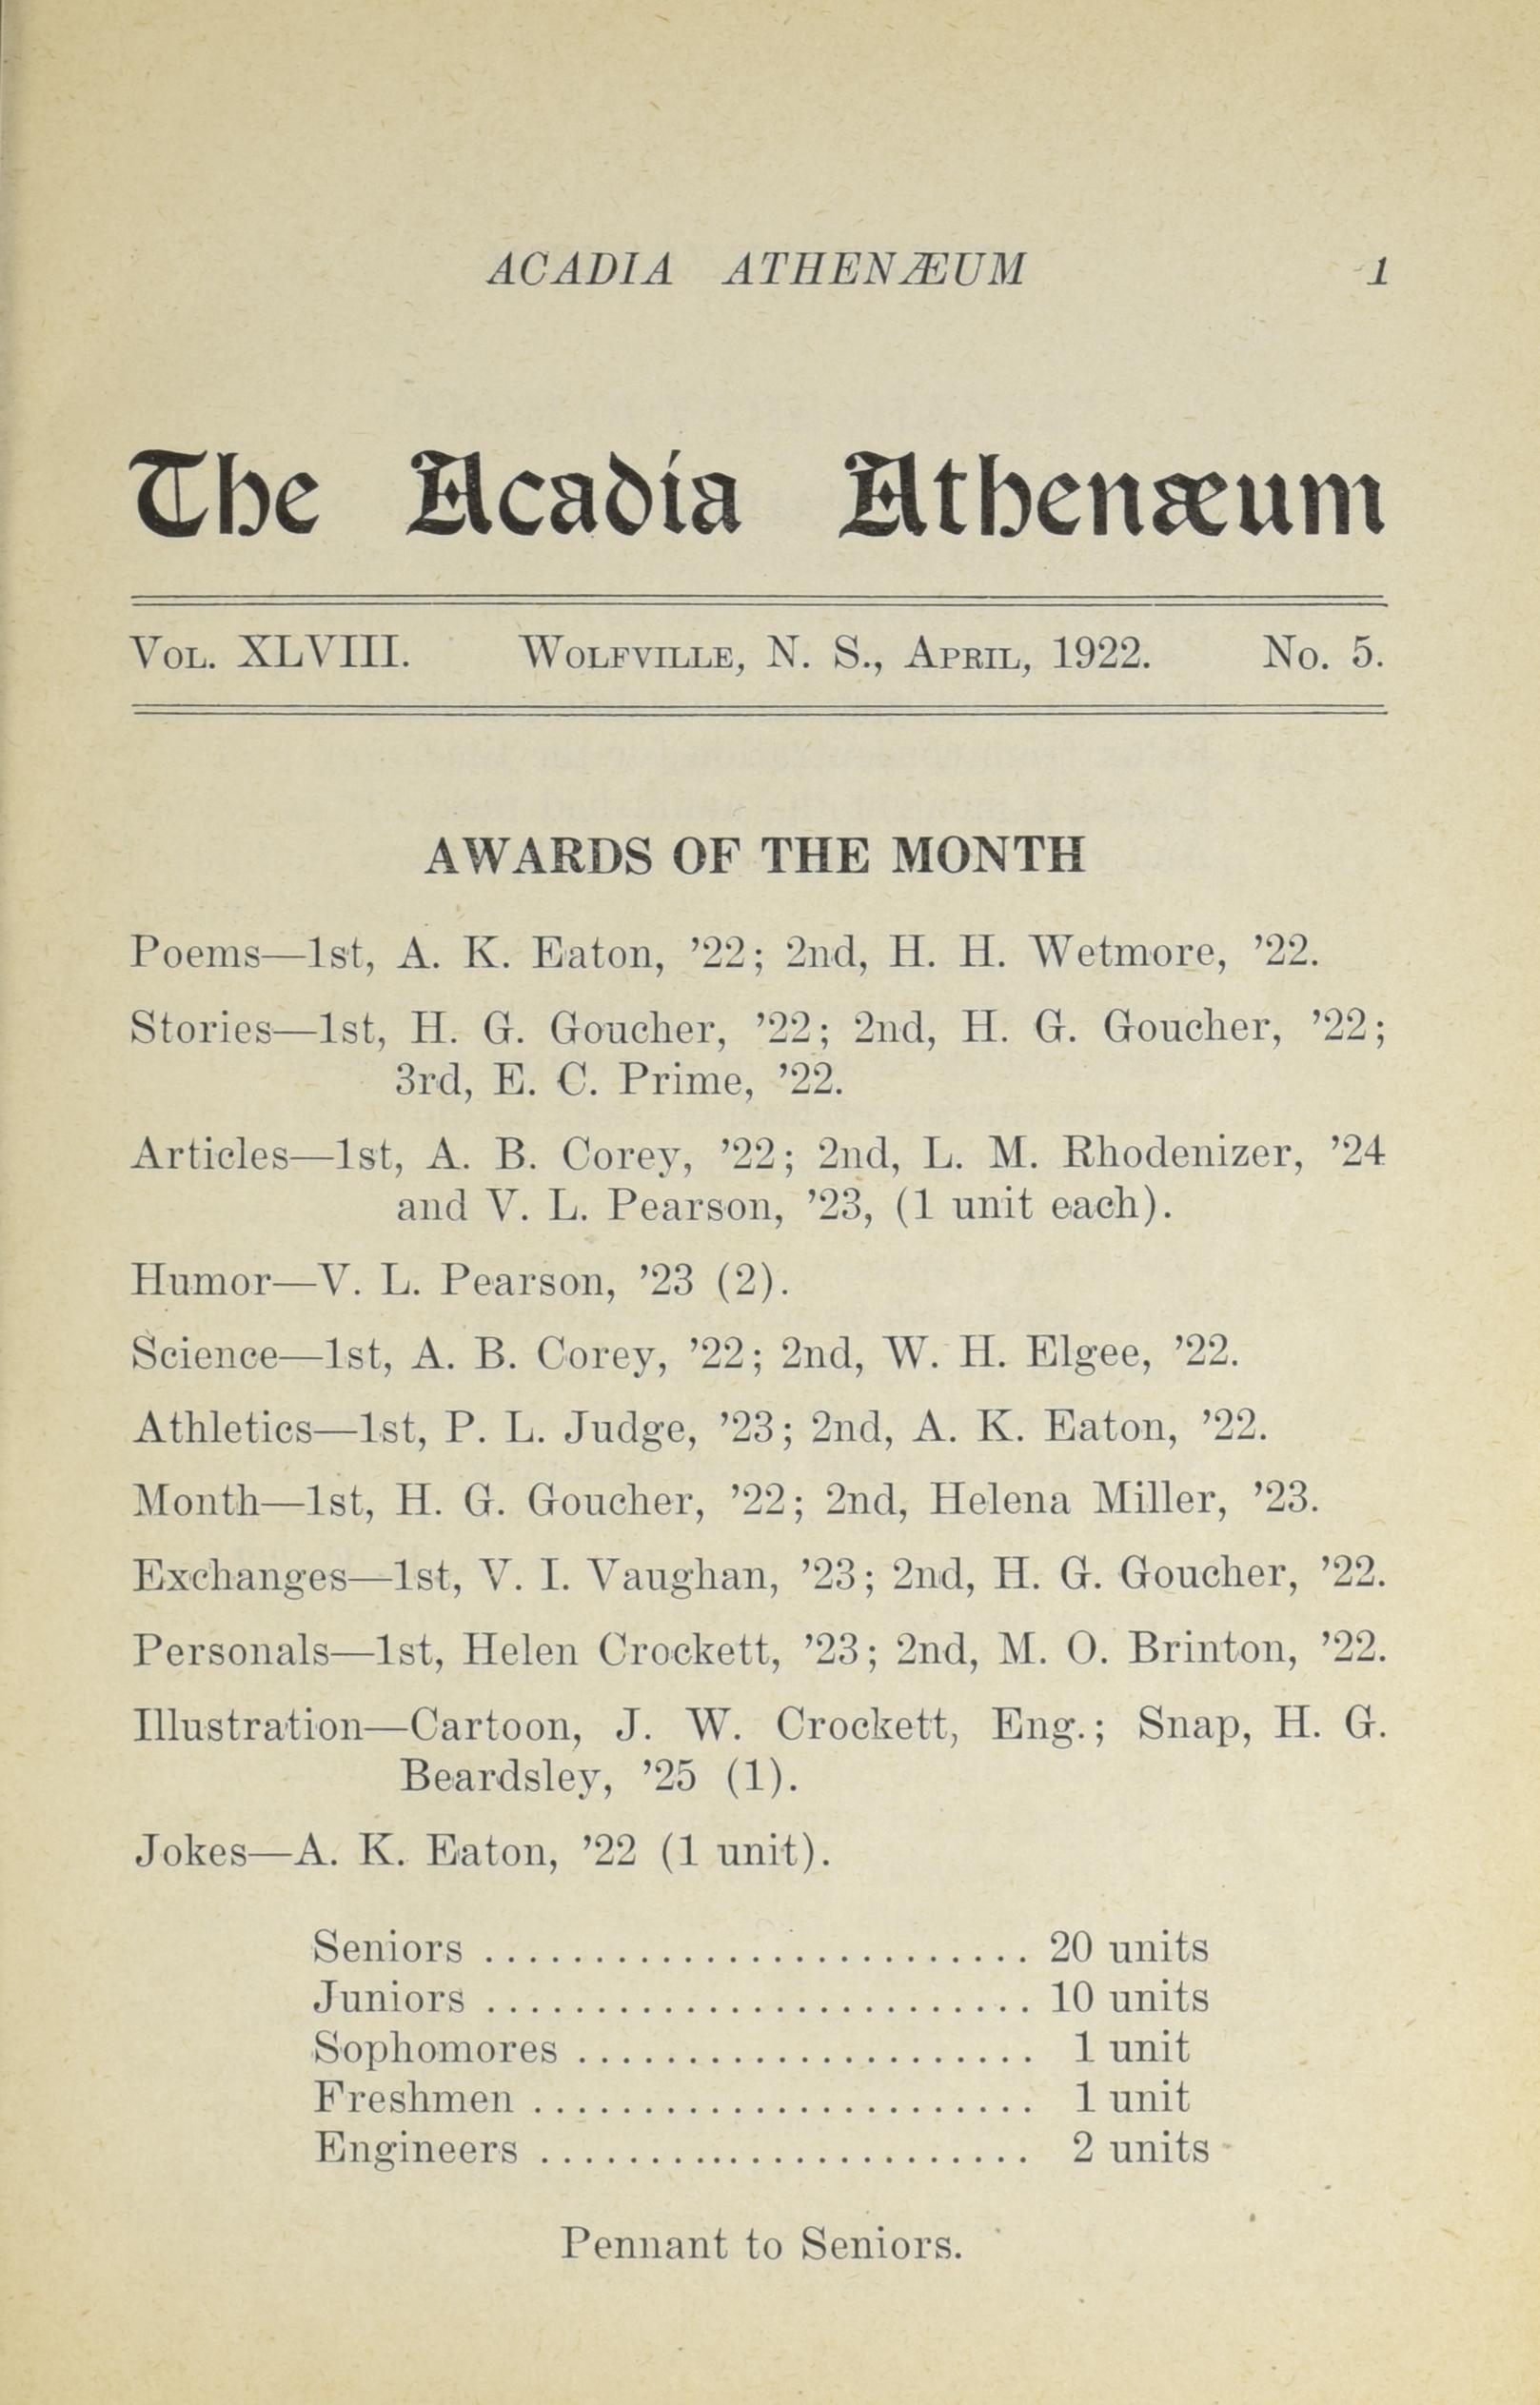 ACADIA ATHENÆUM 1
The Acadia Athenæum
VOL. XLVIII. WOLFVILLE, N. S., APRIL, 1922. No. 5.
AWARDS OF THE MONTH
Poems—1st, A. K. Eaton, ’22; 2nd, H. H. Wetmore, ’22.
Stories—1st, H. G. Goucher, ’22; 2nd, H. G. Goucher, ’22;
3rd, E. C. Prime, ’22.
Articles—1st, A. B. Corey, ’22; 2nd, L. M. Rhodenizer, ’24
and V. L. Pearson, ’23, (1 unit each).
Humor—V. L. Pearson, ’23 (2).
Science—1st, A. B. Corey, ’22; 2nd, W. H. Elgee, ’22.
Athletics—1st, P. L. Judge, ’23; 2nd, A. K. Eaton, ’22.
Month—1st, H. G. Goucher, ’22; 2nd, Helena Miller, ’23.
Exchanges—1st, V. I. Vaughan, ’23; 2nd, H. G. Goucher, ’22.
Personals—1st, Helen Crockett, ’23; 2nd, M. O. Brinton, ’22.
Illustration—Cartoon, J. W. Crockett, Eng.; Snap, H. G.
Beardsley, ’25 (1).
Jokes—A. K. Eaton, ’22 (1 unit).
Seniors ......................... 20 units
Juniors ......................... 10 units
Sophomores ..................... 1 unit
Freshmen ....................... 1 unit
Engineers ....................... 2 units
Pennant to Seniors.